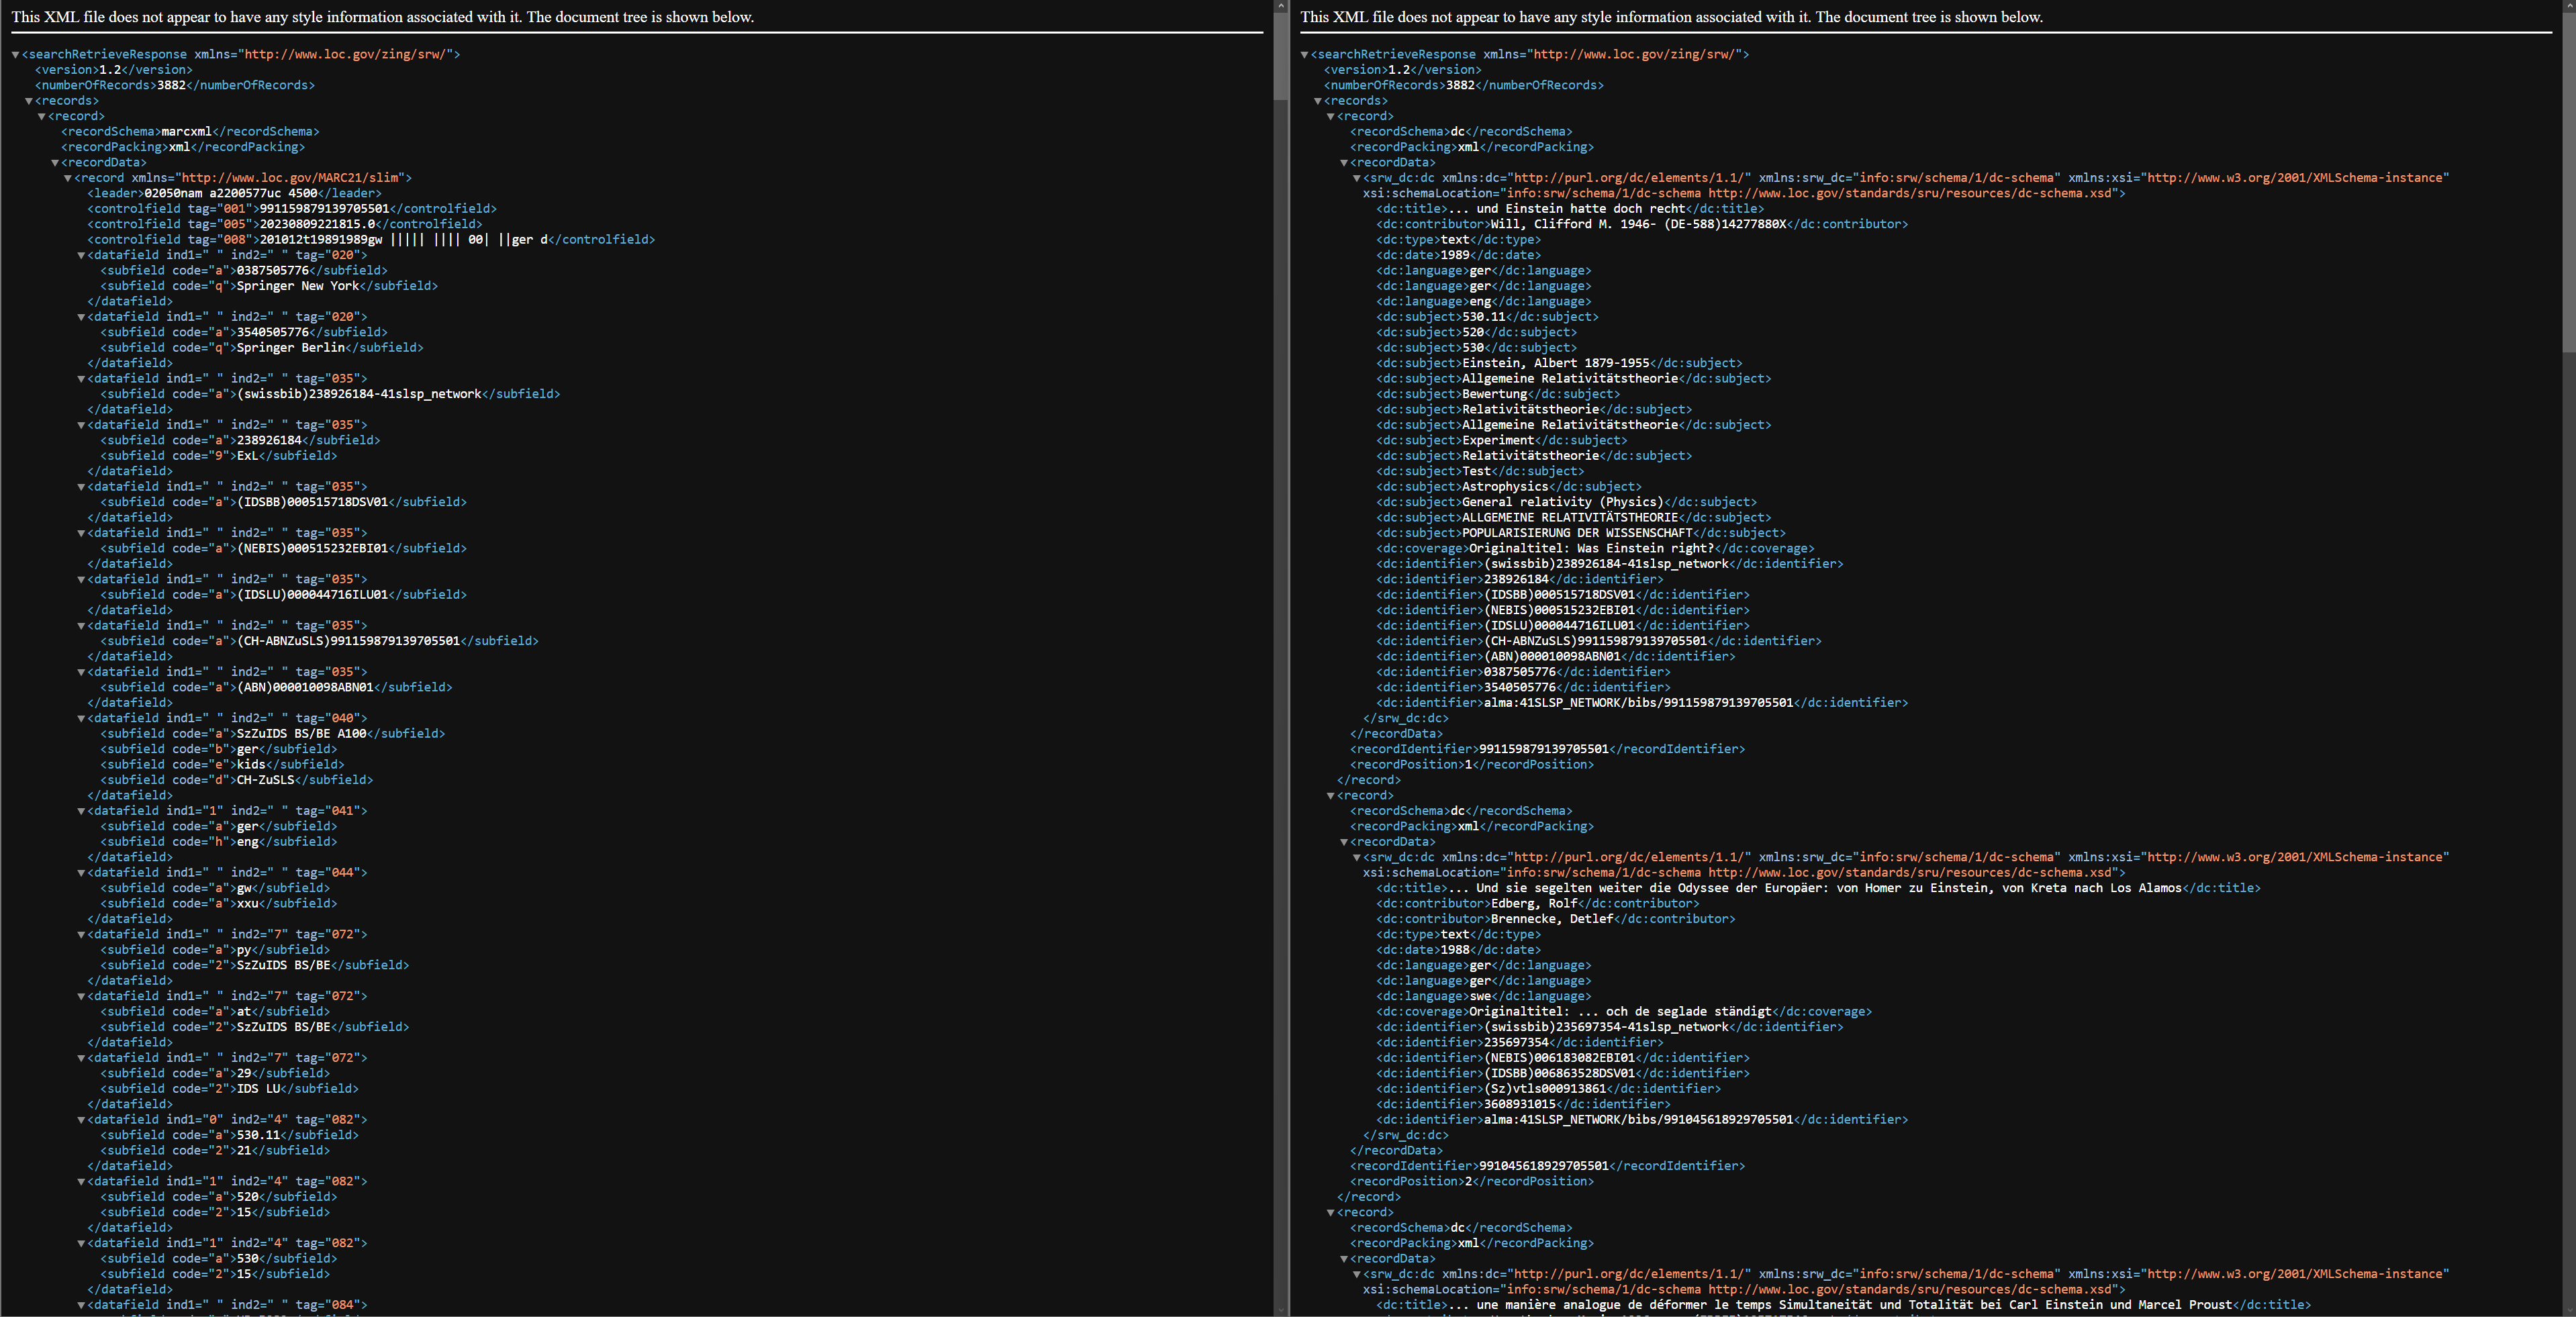 This XML file does not appear to have any style information associated with it. The document tree is shown below.
▼<searchRetrieveResponse xmlns="http://www.loc.gov/zing/srw/">
<version>1.2</version>
<numberOfRecords>3882</numberOfRecords>
▼<records>
▼<record>
<recordSchema>marcxml</recordSchema>
<recordPacking>xml</recordPacking>
▼<recordData>
▼<record xmlns="http://www.loc.gov/MARC21/slim">
<leader>02050nam a2200577uc 4500</leader>
<controlfield tag="001">991159879139705501</controlfield>
<controlfield tag="005">20230809221815.0</controlfield>
<controlfield tag="008">201012t19891989gw ||||| |||| 00| ||ger d</controlfield>
▼<datafield ind1=" " ind2=" " tag="020">
<subfield code="a">0387505776</subfield>
<subfield code="q">Springer New York</subfield>
</datafield>
▼<datafield ind1=" " ind2=" " tag="020">
<subfield code="a">3540505776</subfield>
<subfield code="q">Springer Berlin</subfield>
</datafield>
▼<datafield ind1=" " ind2=" " tag="035">
<subfield code="a">(swissbib)238926184-41slsp_network</subfield>
</datafield>
▼<datafield ind1=" " ind2=" " tag="035">
<subfield code="a">238926184</subfield>
<subfield code="9">ExL</subfield>
</datafield>
▼<datafield ind1=" " ind2=" " tag="035">
<subfield code="a">(IDSBB)000515718DSV01</subfield>
</datafield>
▼<datafield ind1=" " ind2=" " tag="035">
<subfield code="a">(NEBIS)000515232EBI01</subfield>
</datafield>
▼<datafield ind1=" " ind2=" " tag="035">
<subfield code="a">(IDSLU)000044716ILU01</subfield>
</datafield>
▼<datafield ind1=" " ind2=" " tag="035">
<subfield code="a">(CH-ABNZuSLS)991159879139705501</subfield>
</datafield>
▼<datafield ind1=" " ind2=" " tag="035">
<subfield code="a">(ABN)000010098ABN01</subfield>
</datafield>
▼<datafield ind1=" " ind2=" " tag="040">
<subfield code="a">SzZuIDS BS/BE A100</subfield>
<subfield code="b">ger</subfield>
<subfield code="e">kids</subfield>
<subfield code="d">CH-ZuSLS</subfield>
</datafield>
▼<datafield ind1="1" ind2=" " tag="041">
<subfield code="a">ger</subfield>
<subfield code="h">eng</subfield>
</datafield>
▼<datafield ind1=" " ind2=" " tag="044">
<subfield code="a">gw</subfield>
<subfield code="a">xxu</subfield>
</datafield>
▼<datafield ind1=" " ind2="7" tag="072">
<subfield code="a">py</subfield>
<subfield code="2">SzZuIDS BS/BE</subfield>
</datafield>
▼<datafield ind1=" " ind2="7" tag="072">
<subfield code="a">at</subfield>
<subfield code="2">SzZuIDS BS/BE</subfield>
</datafield>
▼<datafield ind1=" " ind2="7" tag="072">
<subfield code="a">29</subfield>
<subfield code="2">IDS LU</subfield>
</datafield>
▼<datafield ind1="0" ind2="4" tag="082">
<subfield code="a">530.11</subfield>
<subfield code="2">21</subfield>
</datafield>
▼<datafield ind1="1" ind2="4" tag="082">
<subfield code="a">520</subfield>
<subfield code="2">15</subfield>
</datafield>
▼<datafield ind1="1" ind2="4" tag="082">
<subfield code="a">530</subfield>
<subfield code="2">15</subfield>
</datafield>
▼<datafield ind1=" " ind2=" " tag="084">
This XML file does not appear to have any style information associated with it. The document tree is shown below.
▼<searchRetrieveResponse xmlns="http://www.loc.gov/zing/srw/">
<version>1.2</version>
<numberOfRecords>3882</numberOfRecords>
▼<records>
▼<record>
<recordSchema>dc</recordSchema>
<recordPacking>xml</recordPacking>
▼<recordData>
▼<srw_dc:dc xmlns:dc="http://purl.org/dc/elements/1.1/" xmlns:srw_dc="info:srw/schema/1/dc-schema" xmlns:xsi="http://www.w3.org/2001/XMLSchema-instance"
xsi:schemaLocation="info:srw/schema/1/dc-schema http://www.loc.gov/standards/sru/resources/dc-schema.xsd">
<dc:title>... und Einstein hatte doch recht</dc:title>
<dc:contributor>Will, Clifford M. 1946- (DE-588)14277880X</dc:contributor>
<dc:type>text</dc:type>
<dc:date>1989</dc:date>
<dc:language>ger</dc:language>
<dc:language>ger</dc:language>
<dc:language>eng</dc:language>
<dc:subject>530.11</dc:subject>
<dc:subject>520</dc:subject>
<dc:subject>530</dc:subject>
<dc:subject>Einstein, Albert 1879-1955</dc:subject>
<dc:subject>Allgemeine Relativitätstheorie</dc:subject>
<dc:subject>Bewertung</dc:subject>
<dc:subject>Relativitätstheorie</dc:subject>
<dc:subject>Allgemeine Relativitätstheorie</dc:subject>
<dc:subject>Experiment</dc:subject>
<dc:subject>Relativitätstheorie</dc:subject>
<dc:subject>Test</dc:subject>
<dc:subject>Astrophysics</dc:subject>
<dc:subject>General relativity (Physics)</dc:subject>
<dc:subject>ALLGEMEINE RELATIVITÄTSTHEORIE</dc:subject>
<dc:subject>POPULARISIERUNG DER WISSENSCHAFT</dc:subject>
<dc:coverage>Originaltitel: Was Einstein right?</dc:coverage>
<dc:identifier>(swissbib)238926184-41slsp_network</dc:identifier>
<dc:identifier>238926184</dc:identifier>
<dc:identifier>(IDSBB)000515718DSV01</dc:identifier>
<dc:identifier>(NEBIS)000515232EBI01</dc:identifier>
<dc:identifier>(IDSLU)000044716ILU01</dc:identifier>
<dc:identifier>(CH-ABNZuSLS)991159879139705501</dc:identifier>
<dc:identifier>(ABN)000010098ABN01</dc:identifier>
<dc:identifier>0387505776</dc:identifier>
<dc:identifier>3540505776</dc:identifier>
<dc:identifier>alma:41SLSP_NETWORK/bibs/991159879139705501</dc:identifier>
</srw_dc:dc>
</recordData>
<recordIdentifier>991159879139705501</recordIdentifier>
<recordPosition>1</recordPosition>
</record>
▼<record>
<recordSchema>dc</recordSchema>
<recordPacking>xml</recordPacking>
▼<recordData>
▼<srw_dc:dc xmlns:dc="http://purl.org/dc/elements/1.1/" xmlns:srw_dc="info:srw/schema/1/dc-schema" xmlns:xsi="http://www.w3.org/2001/XMLSchema-instance"
xsi:schemaLocation="info:srw/schema/1/dc-schema http://www.loc.gov/standards/sru/resources/dc-schema.xsd">
<dc:title>... Und sie segelten weiter die Odyssee der Europäer: von Homer zu Einstein, von Kreta nach Los Alamos</dc:title>
<dc:contributor>Edberg, Rolf</dc:contributor>
<dc:contributor>Brennecke, Detlef</dc:contributor>
<dc:type>text</dc:type>
<dc:date>1988</dc:date>
<dc:language>ger</dc:language>
<dc:language>ger</dc:language>
<dc:language>swe</dc:language>
<dc:coverage>Originaltitel: ... och de seglade ständigt</dc:coverage>
<dc:identifier>(swissbib)235697354-41slsp_network</dc:identifier>
<dc:identifier>235697354</dc:identifier>
<dc:identifier>(NEBIS)006183082EBI01</dc:identifier>
<dc:identifier>(IDSBB)006863528DSV01</dc:identifier>
<dc:identifier>(Sz)vtls000913861</dc:identifier>
<dc:identifier>3608931015</dc:identifier>
<dc:identifier>alma:41SLSP_NETWORK/bibs/991045618929705501</dc:identifier>
</srw_dc:dc>
</recordData>
<recordIdentifier>991045618929705501</recordIdentifier>
<recordPosition>2</recordPosition>
</record>
▼<record>
<recordSchema>dc</recordSchema>
<recordPacking>xml</recordPacking>
▼<recordData>
▼<srw_dc:dc xmlns:dc="http://purl.org/dc/elements/1.1/" xmlns:srw_dc="info:srw/schema/1/dc-schema" xmlns:xsi="http://www.w3.org/2001/XMLSchema-instance"
xsi:schemaLocation="info:srw/schema/1/dc-schema http://www.loc.gov/standards/sru/resources/dc-schema.xsd">
<dc:title>... une manière analogue de déformer le temps Simultaneität und Totalität bei Carl Einstein und Marcel Proust</dc:title>